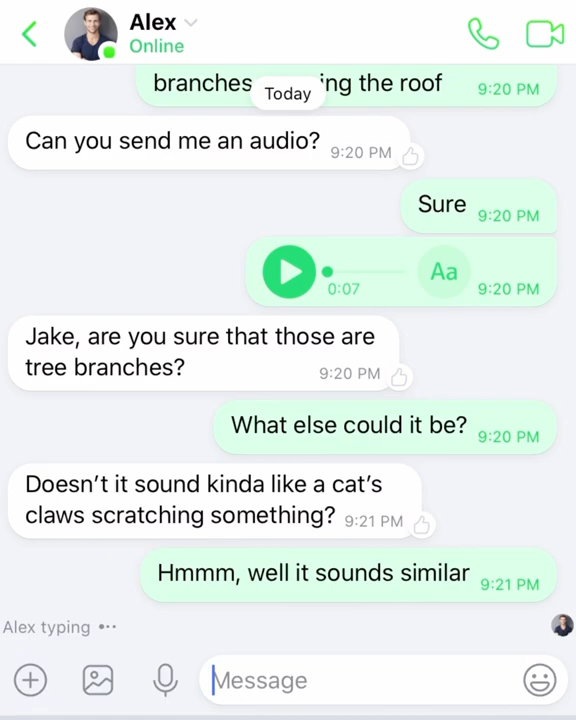 Alex
Online
branches ing the roof
9:20 PM
Today
Can you send me an audio?
9:20 PM
Sure
9:20 PM
0:07
Aa
9:20 PM
Jake, are you sure that those are
tree branches?
9:20 PM
What else could it be?
9:20 PM
Doesn’t it sound kinda like a cat’s
claws scratching something?
9:21 PM
Hmmm, well it sounds similar
9:21 PM
Alex typing
Message